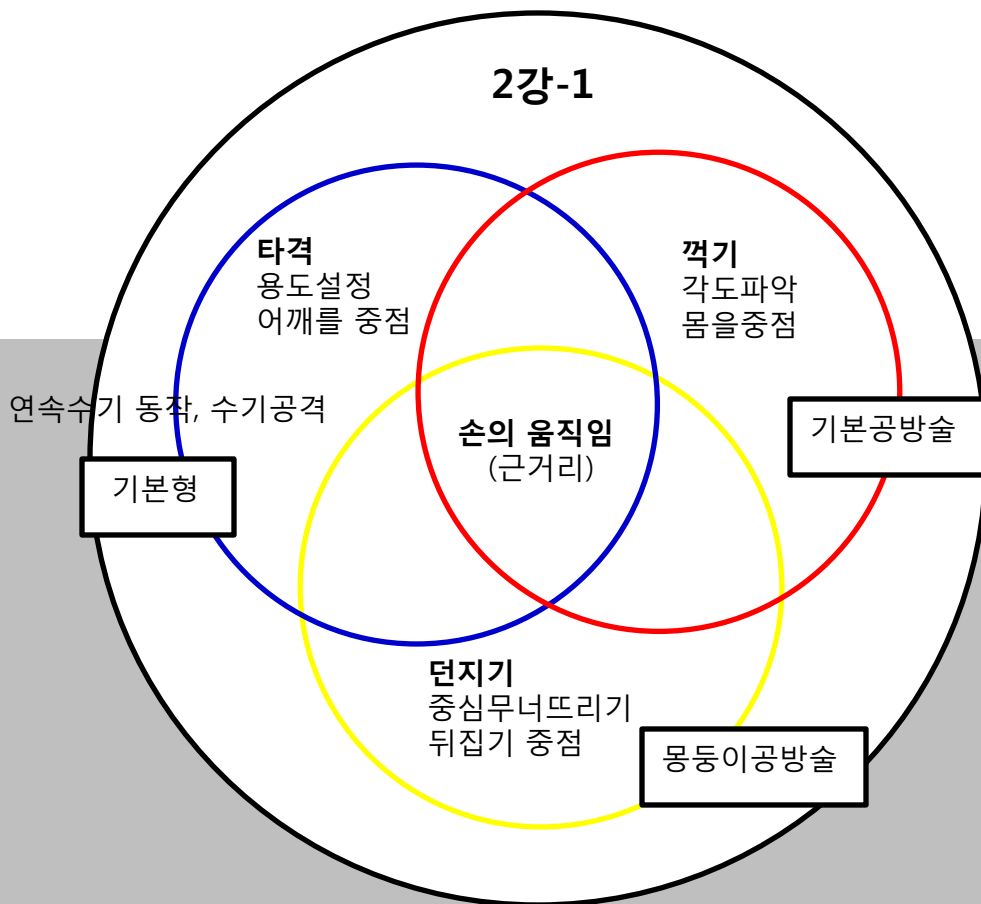 2강-1
타격
용도설정
어깨를 중점
꺽기
각도파악
몸을중점
연속수기 동작, 수기공격
기본형
손의 움직임
(근거리)
기본공방술
던지기
중심무너뜨리기
뒤집기 중점
몽둥이공방술